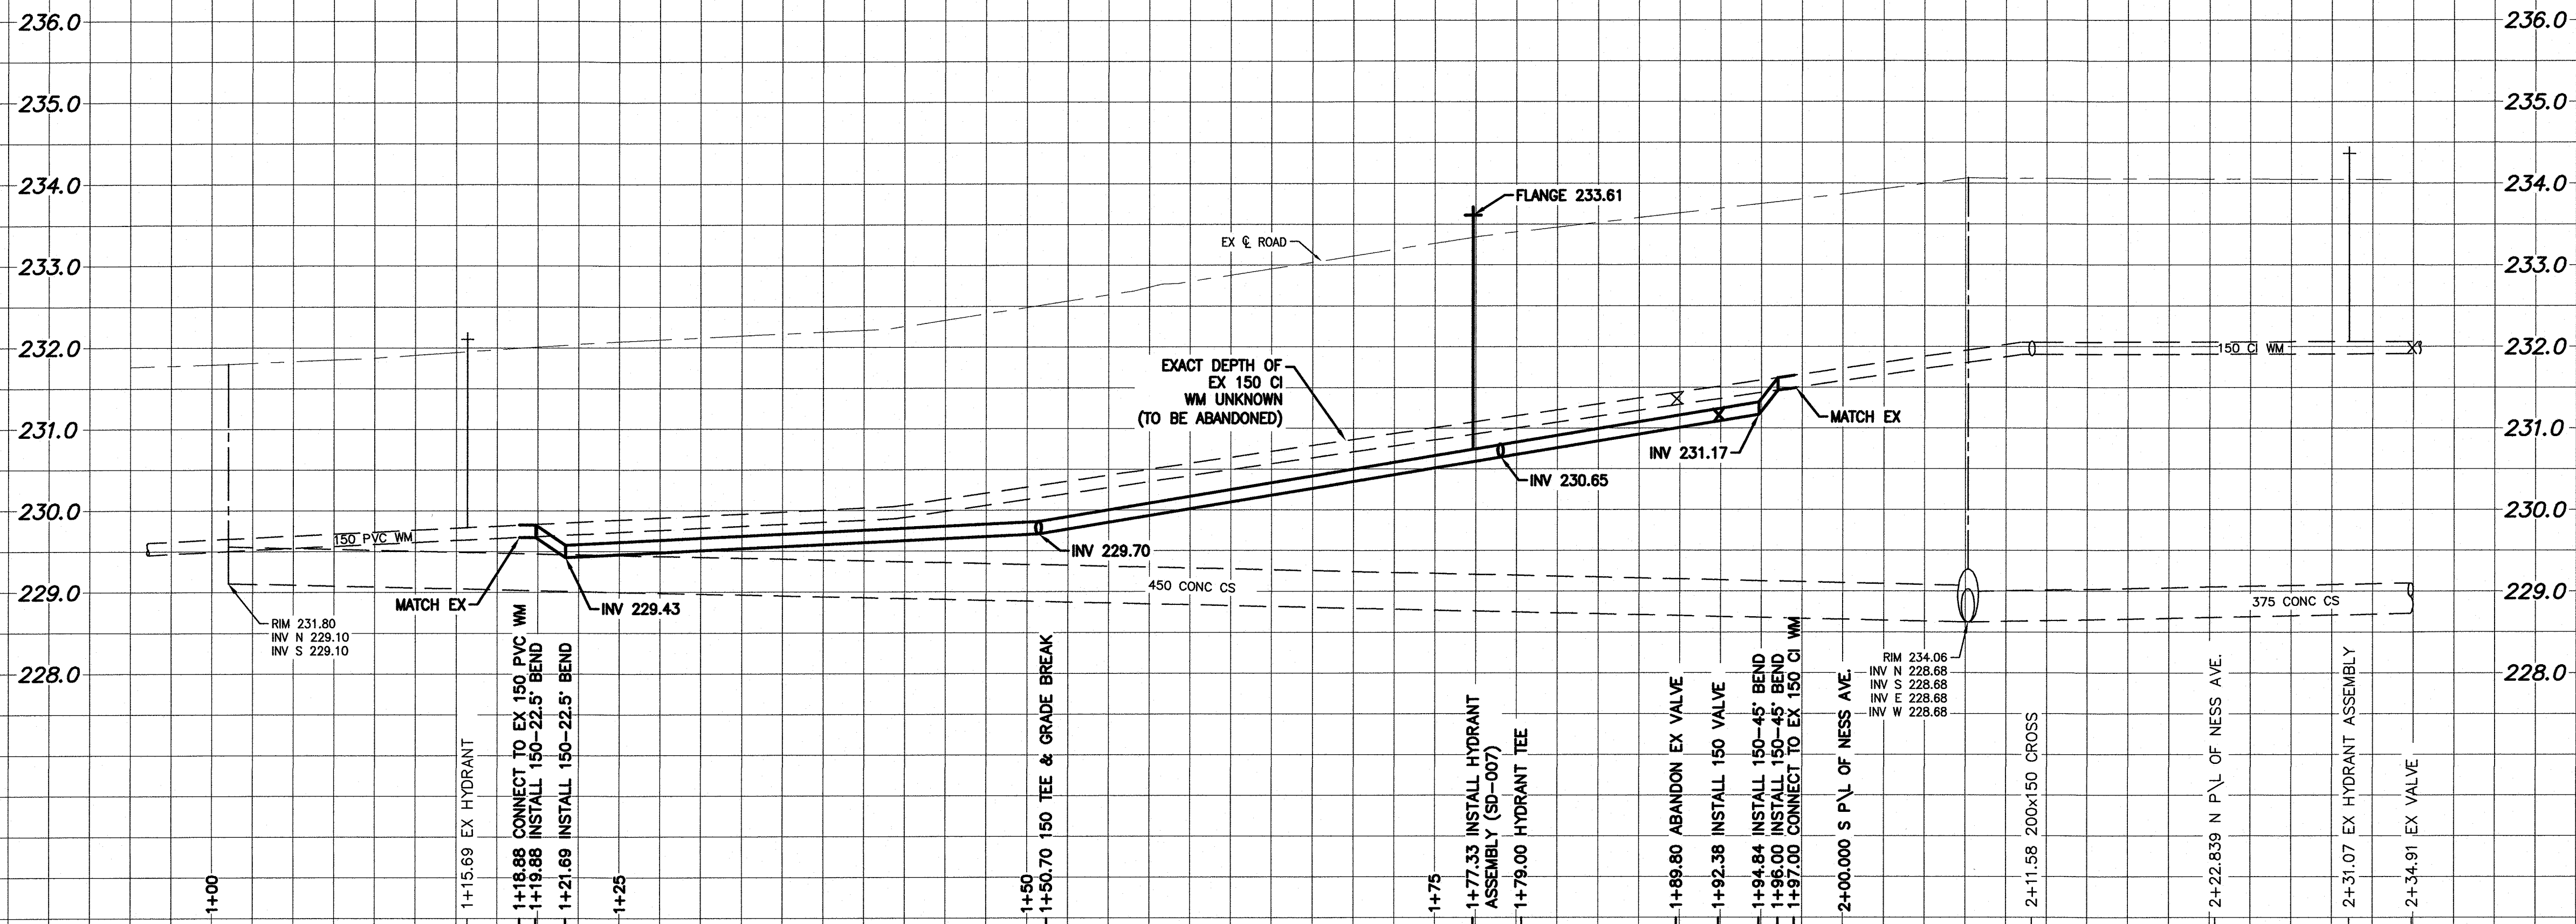 236.0
236.0
235.0
235.0
234.0
234.0
FLANGE 233.61
EX ℄ ROAD
233.0
233.0
232.0
232.0
150 CI WM
EXACT DEPTH OF
EX 150 CI
WM UNKNOWN
(TO BE ABANDONED)
X
X
X
MATCH EX
231.0
231.0
INV 231.17
INV 230.65
230.0
230.0
150 PVC WM
INV 229.70
229.0
229.0
450 CONC CS
375 CONC CS
MATCH EX
INV 229.43
RIM 231.80
INV N 229.10
INV S 229.10
RIM 234.06
INV N 228.68
INV S 228.68
INV E 228.68
INV W 228.68
228.0
228.0
1+00
1+15.69 EX HYDRANT
1+18.88 CONNECT TO EX 150 PVC WM
1+19.88 INSTALL 150-22.5° BEND
1+21.69 INSTALL 150-22.5° BEND
1+25
1+50
1+50.70 150 TEE & GRADE BREAK
1+75
1+77.33 INSTALL HYDRANT
ASSEMBLY (SD-007)
1+79.00 HYDRANT TEE
1+89.80 ABANDON EX VALVE
1+92.38 INSTALL 150 VALVE
1+94.84 INSTALL 150-45° BEND
1+96.00 INSTALL 150-45° BEND
1+97.00 CONNECT TO EX 150 CI WM
2+00.000 S P\L OF NESS AVE.
2+11.58 200x150 CROSS
2+22.839 N P\L OF NESS AVE.
2+31.07 EX HYDRANT ASSEMBLY
2+34.91 EX VALVE